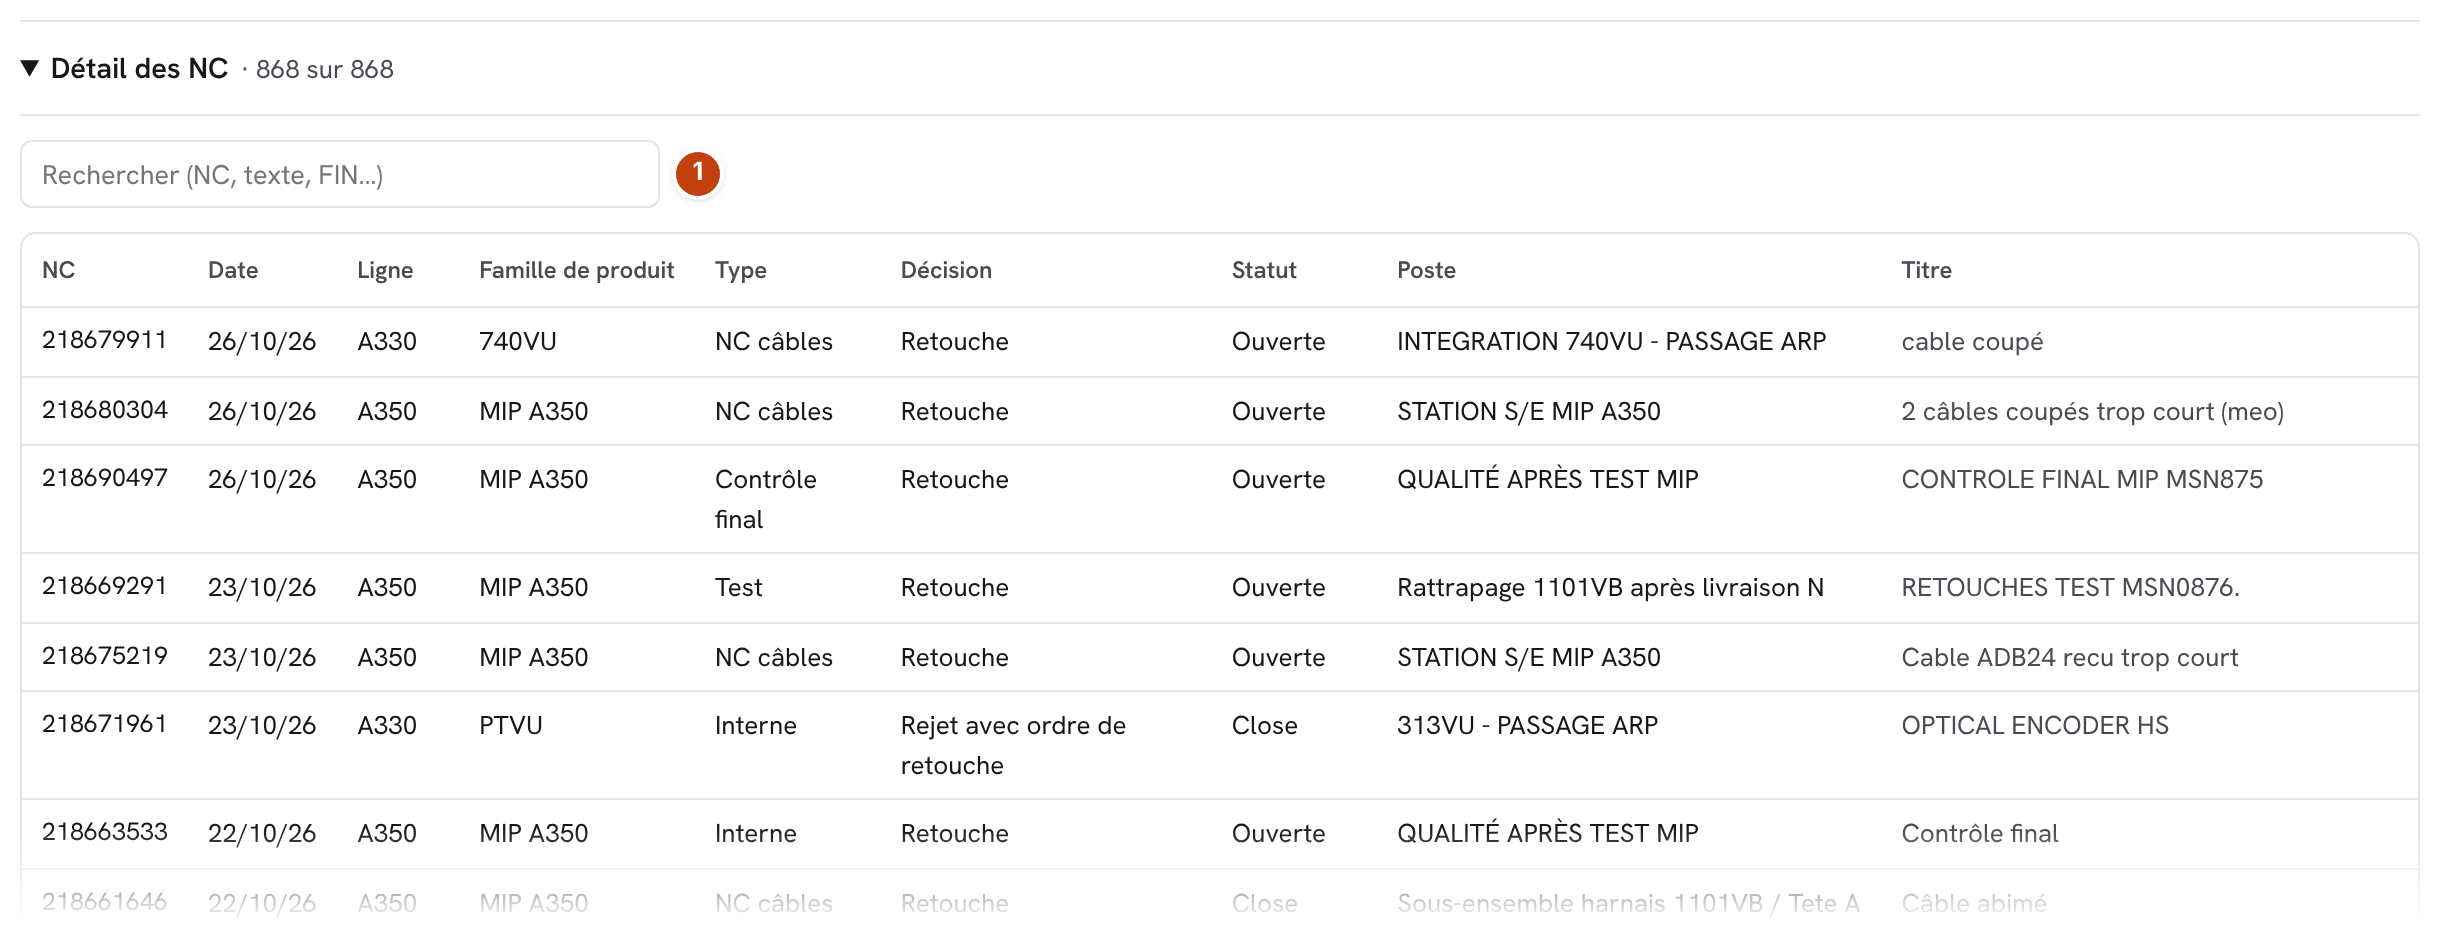 ▼ Détail des NC · 868 sur 868
Rechercher (NC, texte, FIN...) 1
NC Date Ligne Famille de produit Type Décision Statut Poste Titre
218679911 26/10/26 A330 740VU NC câbles Retouche Ouverte INTEGRATION 740VU - PASSAGE ARP cable coupé
218680304 26/10/26 A350 MIP A350 NC câbles Retouche Ouverte STATION S/E MIP A350 2 câbles coupés trop court (meo)
218690497 26/10/26 A350 MIP A350 Contrôle final Retouche Ouverte QUALITÉ APRÈS TEST MIP CONTROLE FINAL MIP MSN875
218669291 23/10/26 A350 MIP A350 Test Retouche Ouverte Rattrapage 1101VB après livraison N RETOUCHES TEST MSN0876.
218675219 23/10/26 A350 MIP A350 NC câbles Retouche Ouverte STATION S/E MIP A350 Cable ADB24 recu trop court
218671961 23/10/26 A330 PTVU Interne Rejet avec ordre de retouche Close 313VU - PASSAGE ARP OPTICAL ENCODER HS
218663533 22/10/26 A350 MIP A350 Interne Retouche Ouverte QUALITÉ APRÈS TEST MIP Contrôle final
218661646 22/10/26 A350 MIP A350 NC câbles Retouche Close Sous-ensemble harnais 1101VB / Tete A Câble abimé